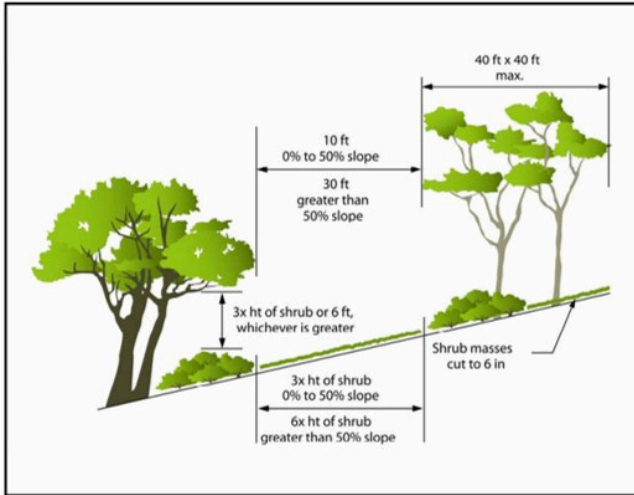 40 ft x 40 ft
max.
10 ft
0% to 50% slope
30 ft
greater than
50% slope
3x ht of shrub or 6 ft,
whichever is greater
Shrub masses
cut to 6 in
3x ht of shrub
0% to 50% slope
6x ht of shrub
greater than 50% slope